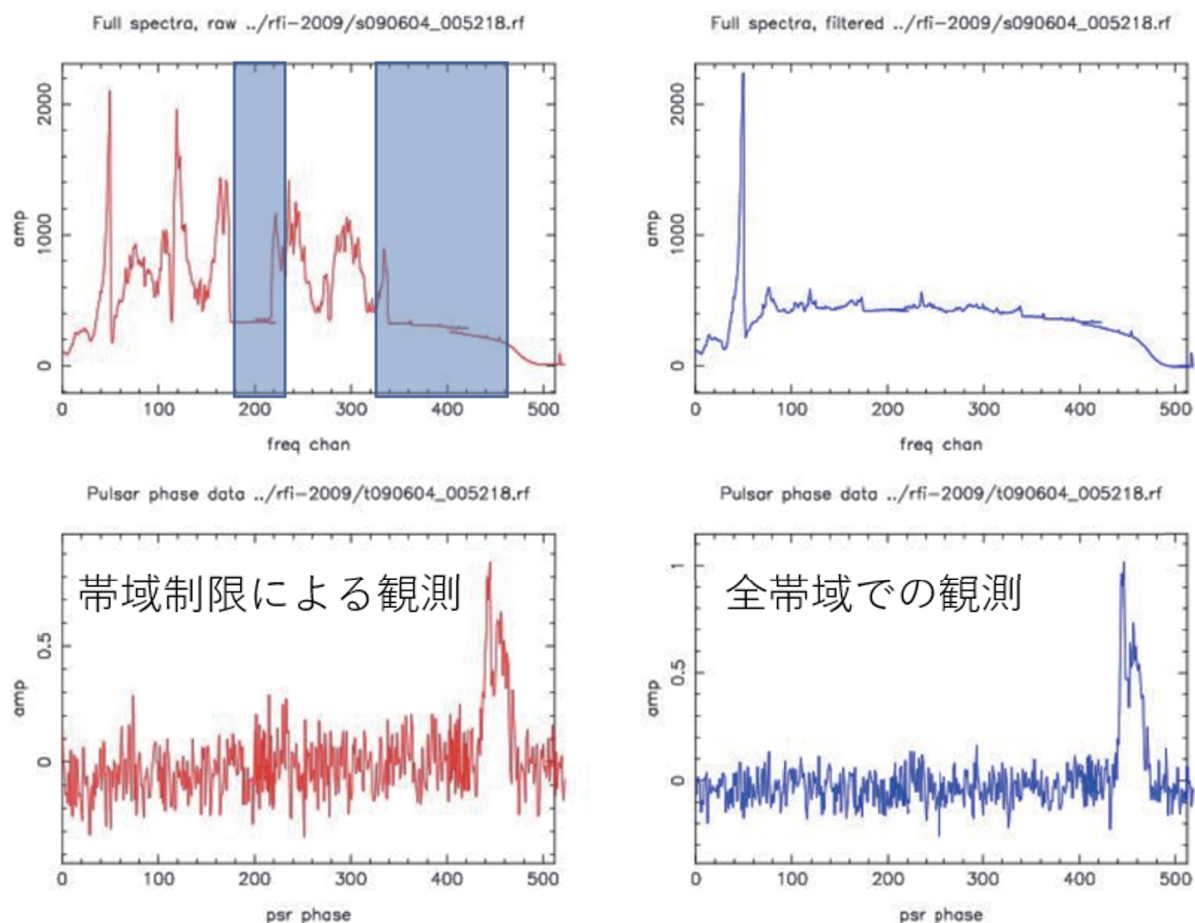 Full spectra, raw ../rfi-2009/s090604_005218.rf
2000
1000
0
amp
0 100 200 300 400 500
freq chan
Full spectra, filtered ../rfi-2009/s090604_005218.rf
2000
1000
0
amp
0 100 200 300 400 500
freq chan
Pulsar phase data ../rfi-2009/t090604_005218.rf
帯域制限による観測
0.5
0
amp
0 100 200 300 400 500
psr phase
Pulsar phase data ../rfi-2009/t090604_005218.rf
全帯域での観測
1
0.5
0
amp
0 100 200 300 400 500
psr phase